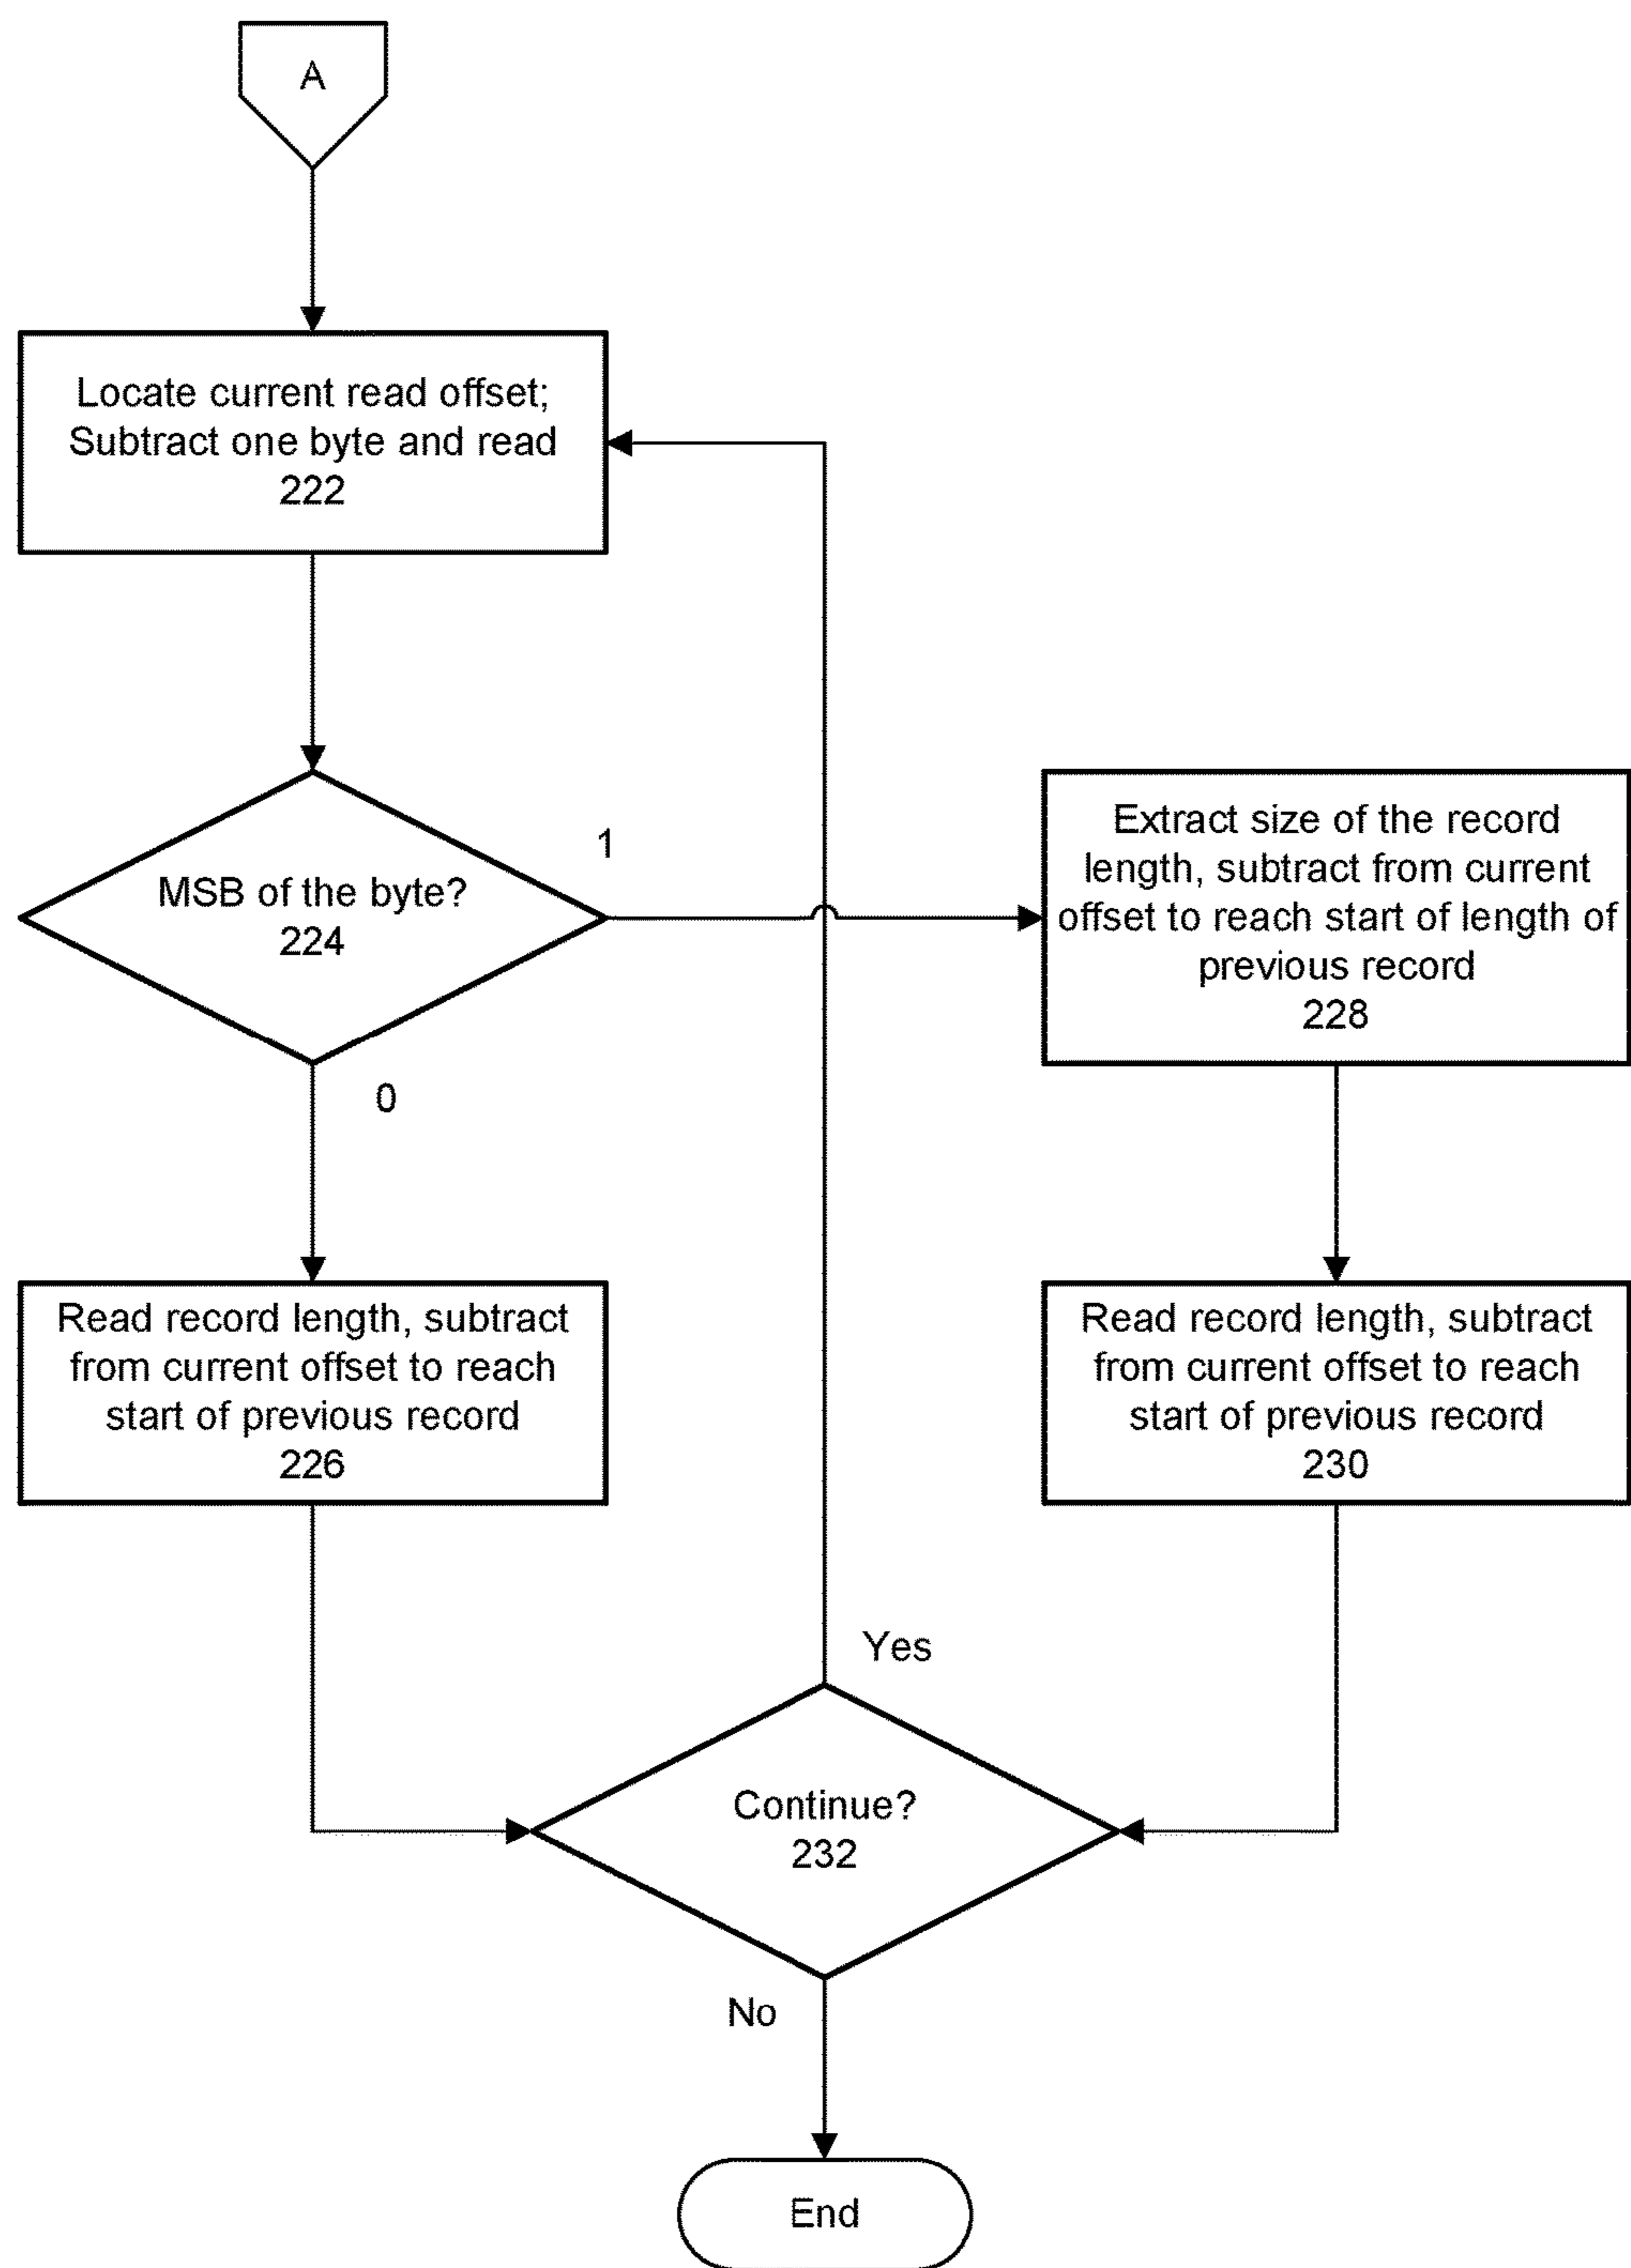 A
Locate current read offset;
Subtract one byte and read
222
MSB of the byte?
224
1
0
Extract size of the record
length, subtract from current
offset to reach start of length of
previous record
228
Read record length, subtract
from current offset to reach
start of previous record
226
Read record length, subtract
from current offset to reach
start of previous record
230
Yes
Continue?
232
No
End